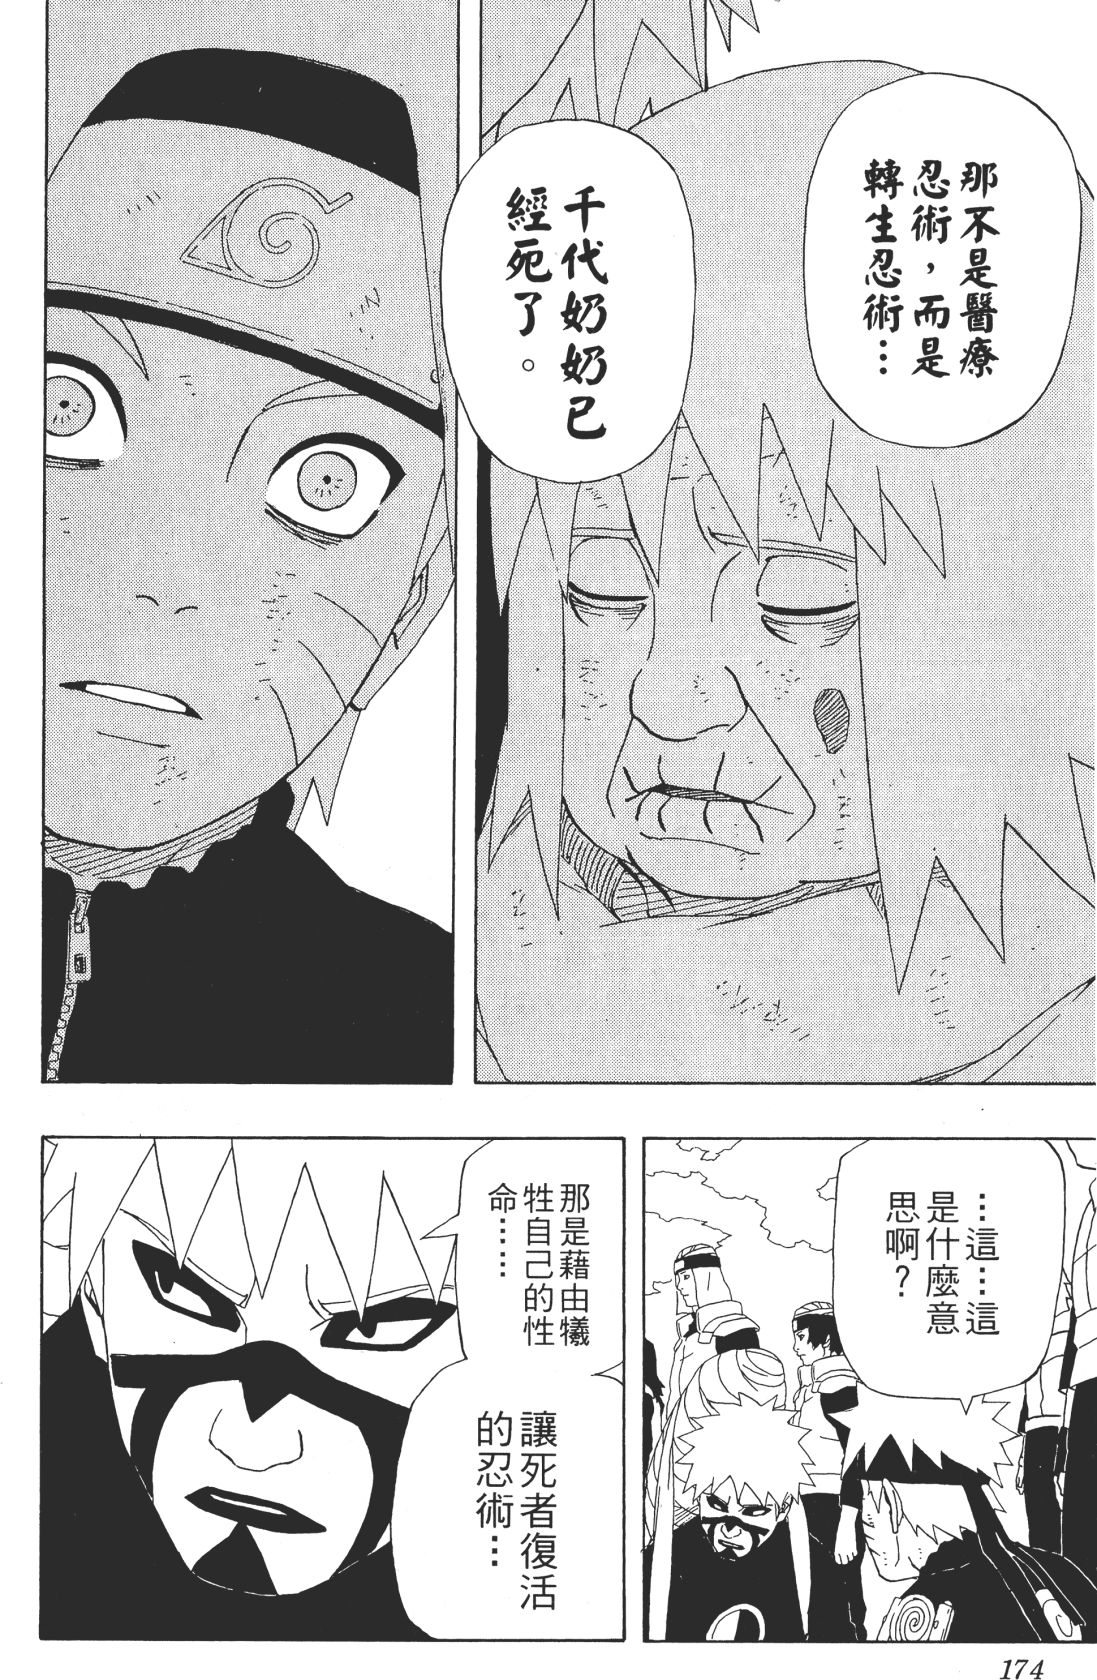 那不是醫療
忍術，而是
轉生忍術…
千代奶奶已
經死了。
…這…這
是什麼意
思啊？
那是藉由犧
牲自己的性
命……
讓死者復活
的忍術…
174